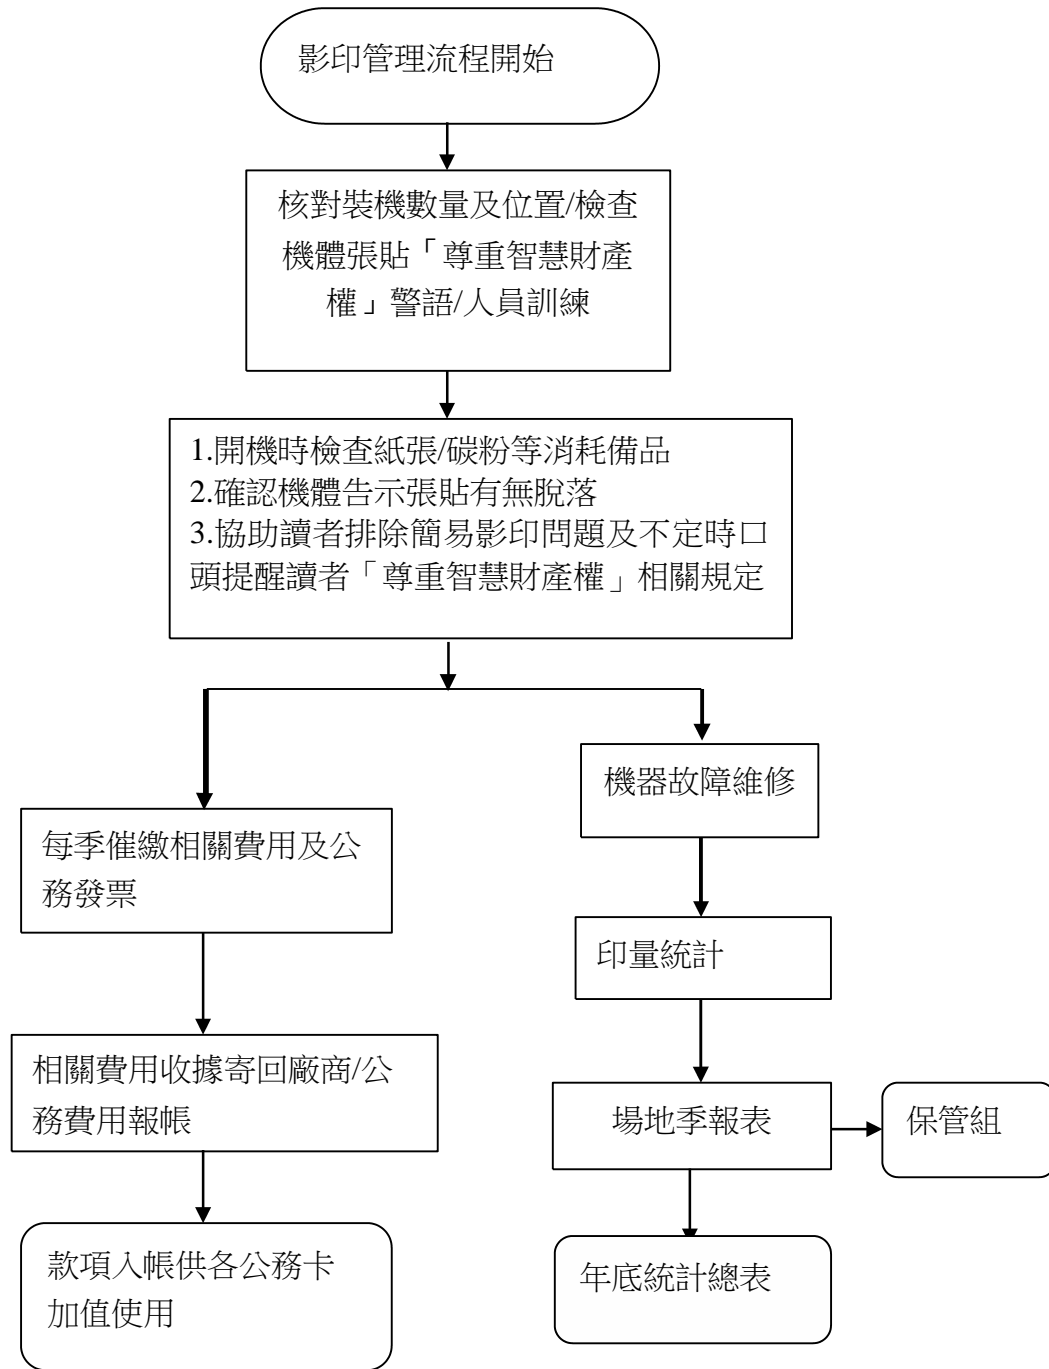 影印管理流程開始
核對裝機數量及位置/檢查
機體張貼「尊重智慧財產
權」警語/人員訓練
1.開機時檢查紙張/碳粉等消耗備品
2.確認機體告示張貼有無脫落
3.協助讀者排除簡易影印問題及不定時口
頭提醒讀者「尊重智慧財產權」相關規定
每季催繳相關費用及公
務發票
相關費用收據寄回廠商/公
務費用報帳
款項入帳供各公務卡
加值使用
機器故障維修
印量統計
場地季報表
保管組
年底統計總表